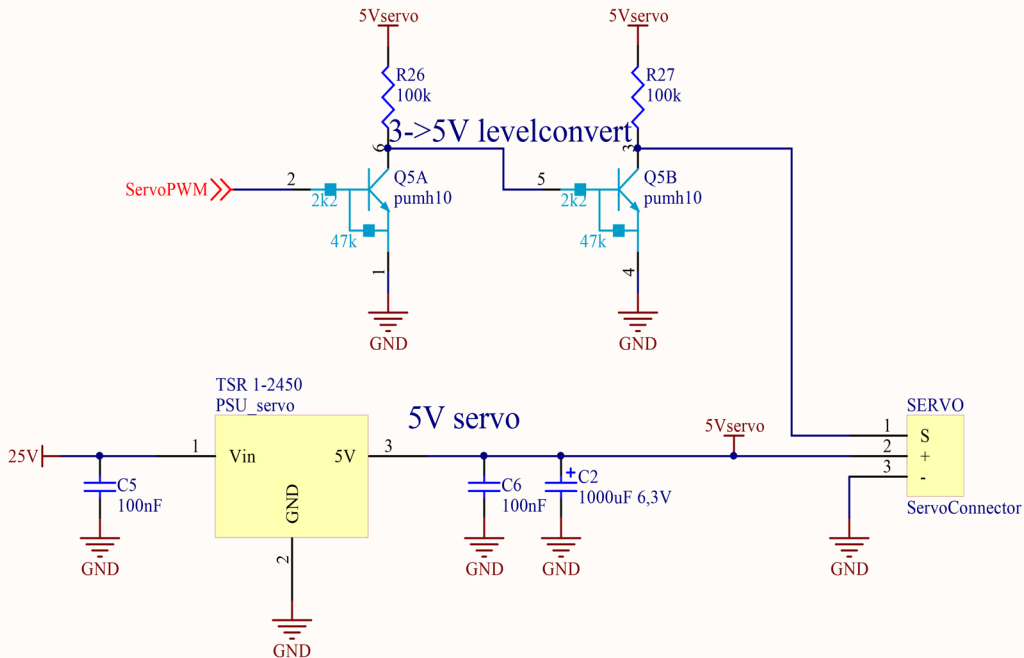 5Vservo
5Vservo
R26
100k
R27
100k
3->5V levelconvert
6
3
ServoPWM
2
2k2
47k
Q5A
pumh10
1
GND
5
2k2
47k
Q5B
pumh10
4
GND
TSR 1-2450
PSU_servo
5V servo
25V
1
Vin
5V
GND
3
2
GND
C5
100nF
GND
C6
100nF
GND
C2
+
1000uF 6,3V
GND
5Vservo
SERVO
1
S
2
+
3
-
ServoConnector
GND